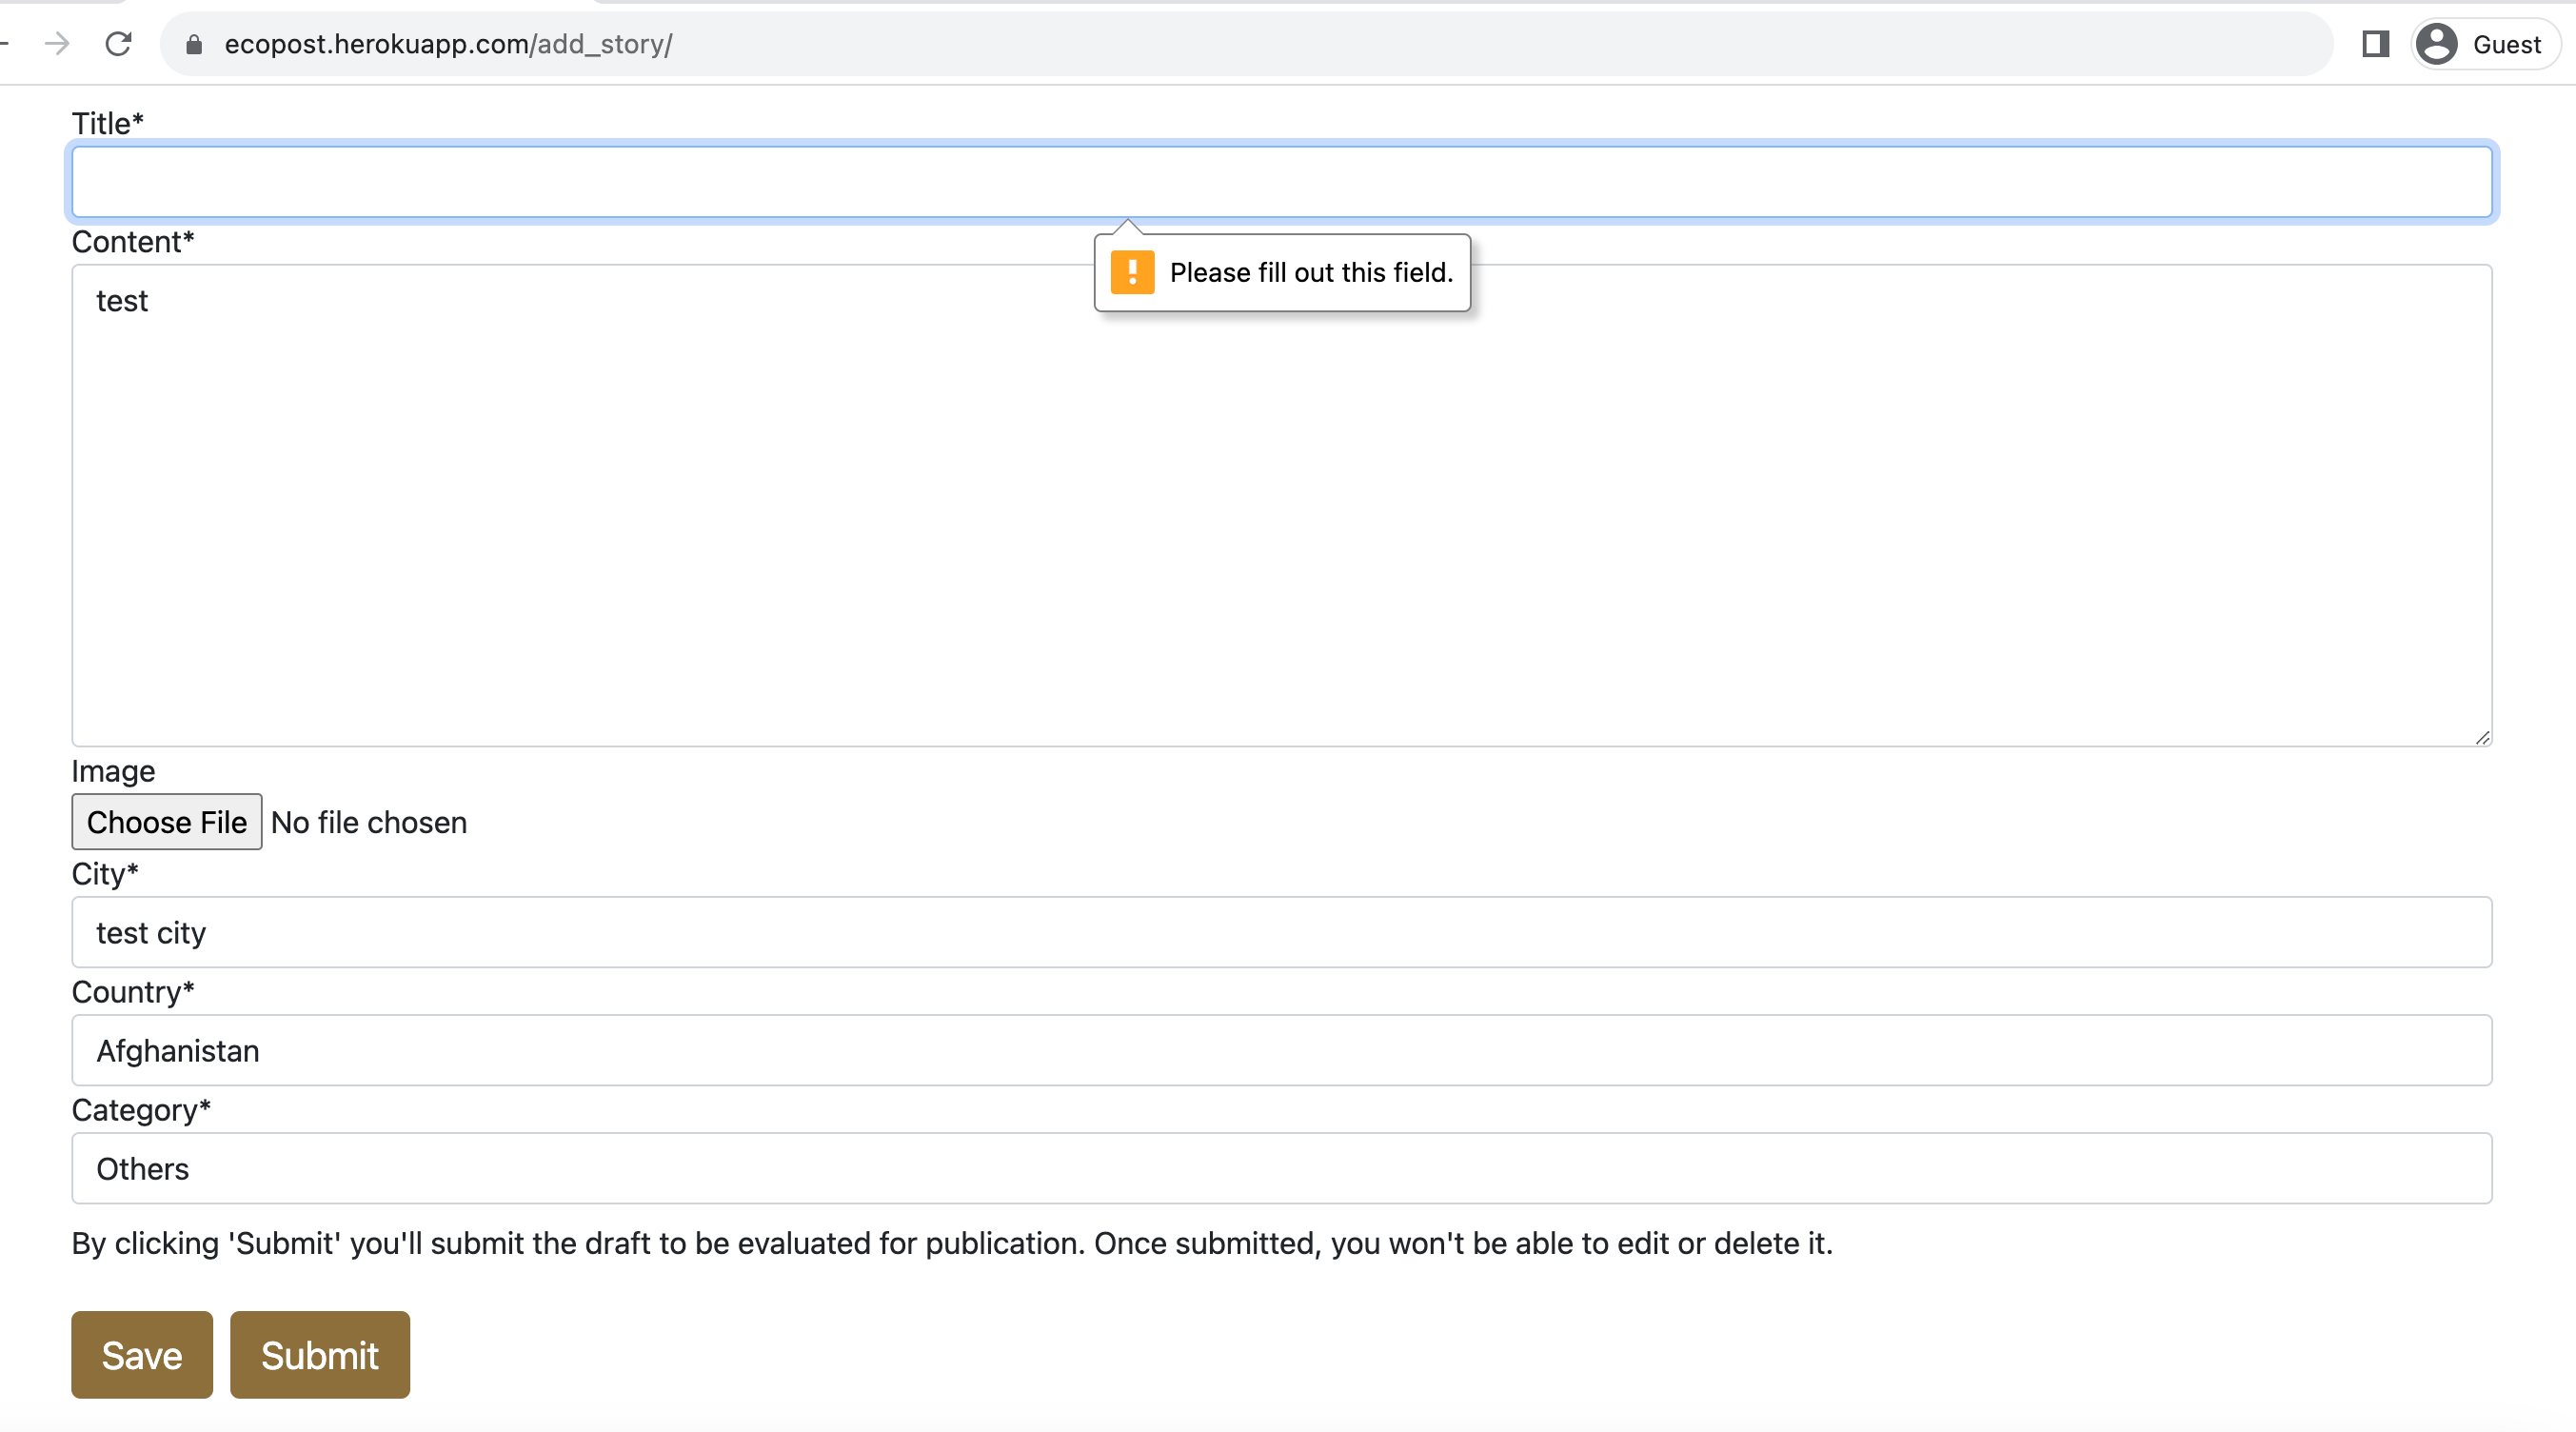 ecopost.herokuapp.com/add_story/
Guest
Title*
Please fill out this field.
Content*
test
Image
Choose File No file chosen
City*
test city
Country*
Afghanistan
Category*
Others
By clicking 'Submit' you'll submit the draft to be evaluated for publication. Once submitted, you won't be able to edit or delete it.
Save Submit